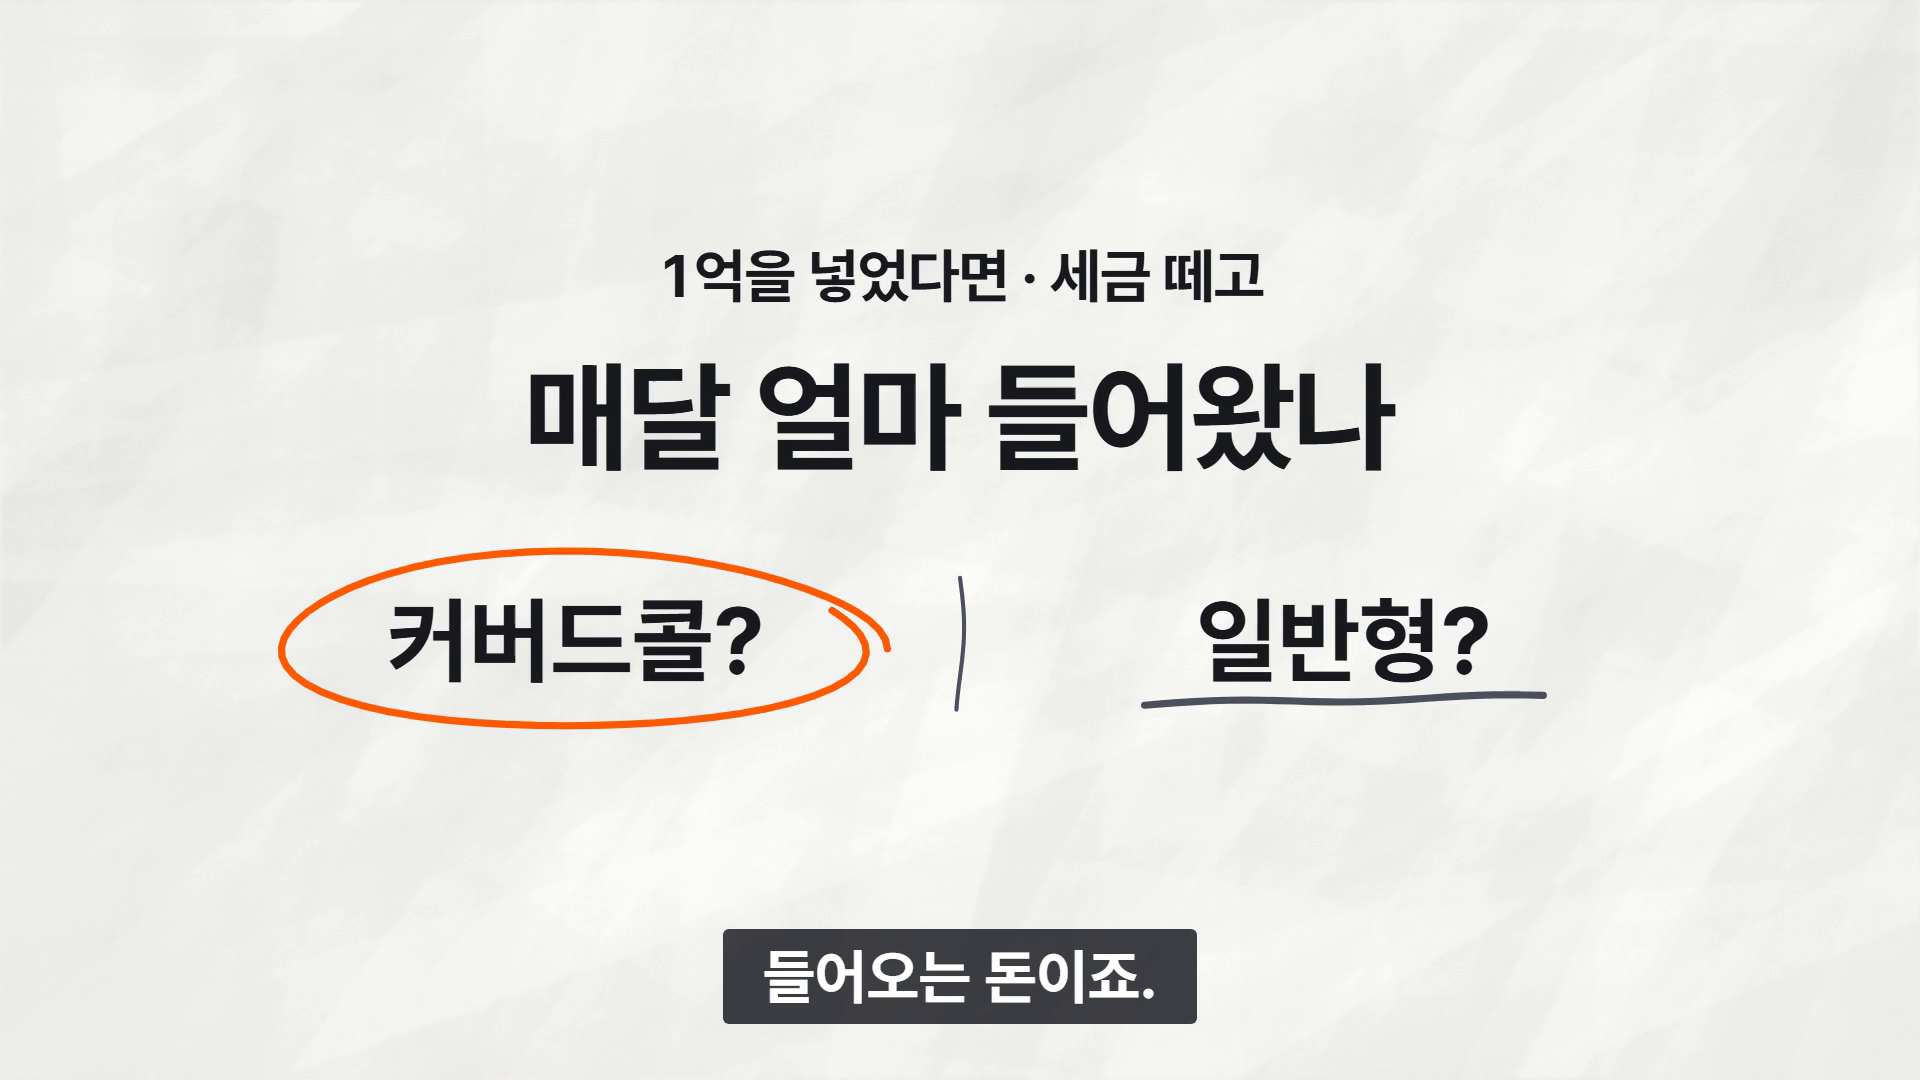 1억을 넣었다면 · 세금 떼고
매달 얼마 들어왔나
커버드콜?
일반형?
들어오는 돈이죠.